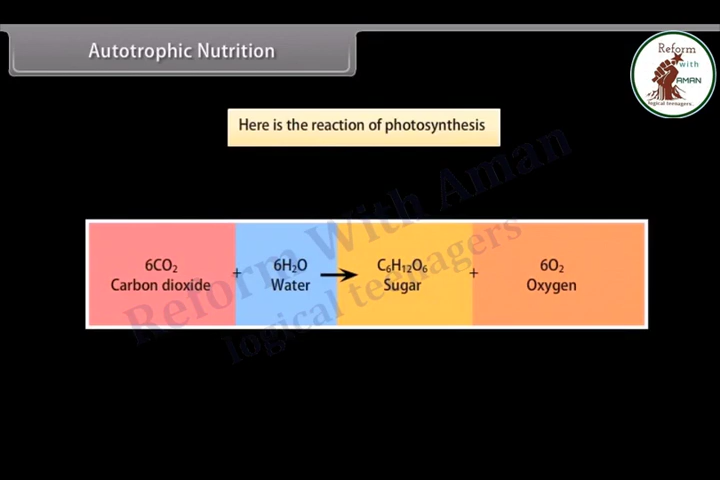 Autotrophic Nutrition
Reform
with
AMAN
logical teenagers
Here is the reaction of photosynthesis
6CO₂ + 6H₂O → C₆H₁₂O₆ + 6O₂
Carbon dioxide Water Sugar Oxygen
Reform With Aman
logical teenagers